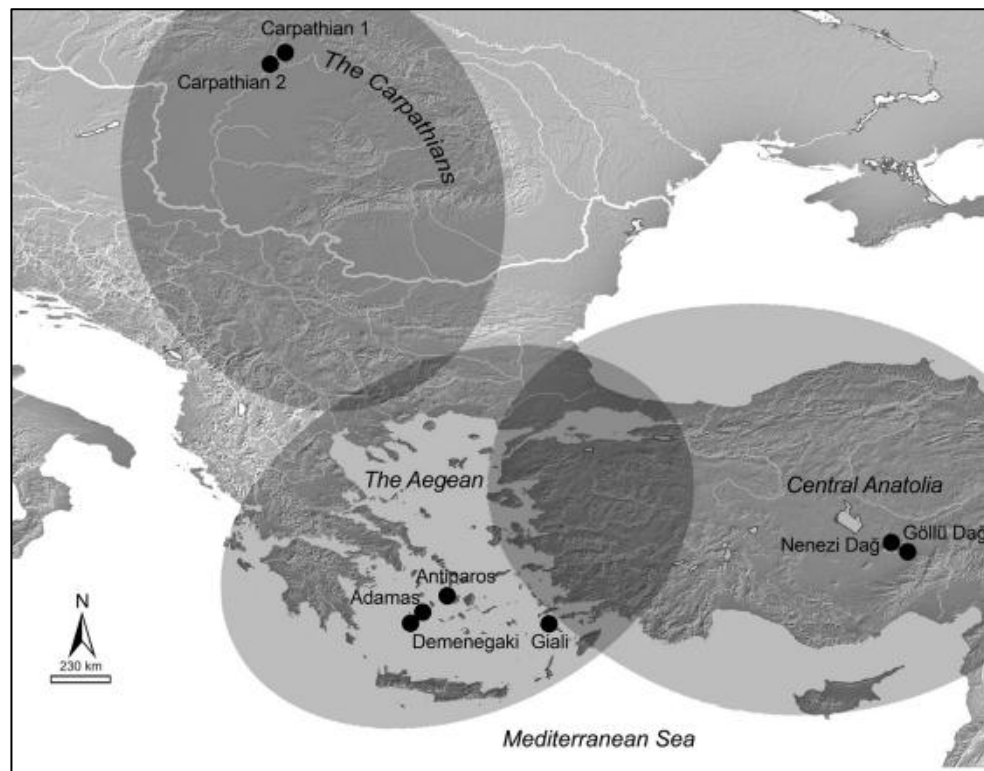 Carpathian 1
Carpathian 2
The Carpathians
The Aegean
Central Anatolia
Nenezi Dağ
Göllü Dağ
Antiparos
Adamas
Demenegaki
Giali
N
230 km
Mediterranean Sea